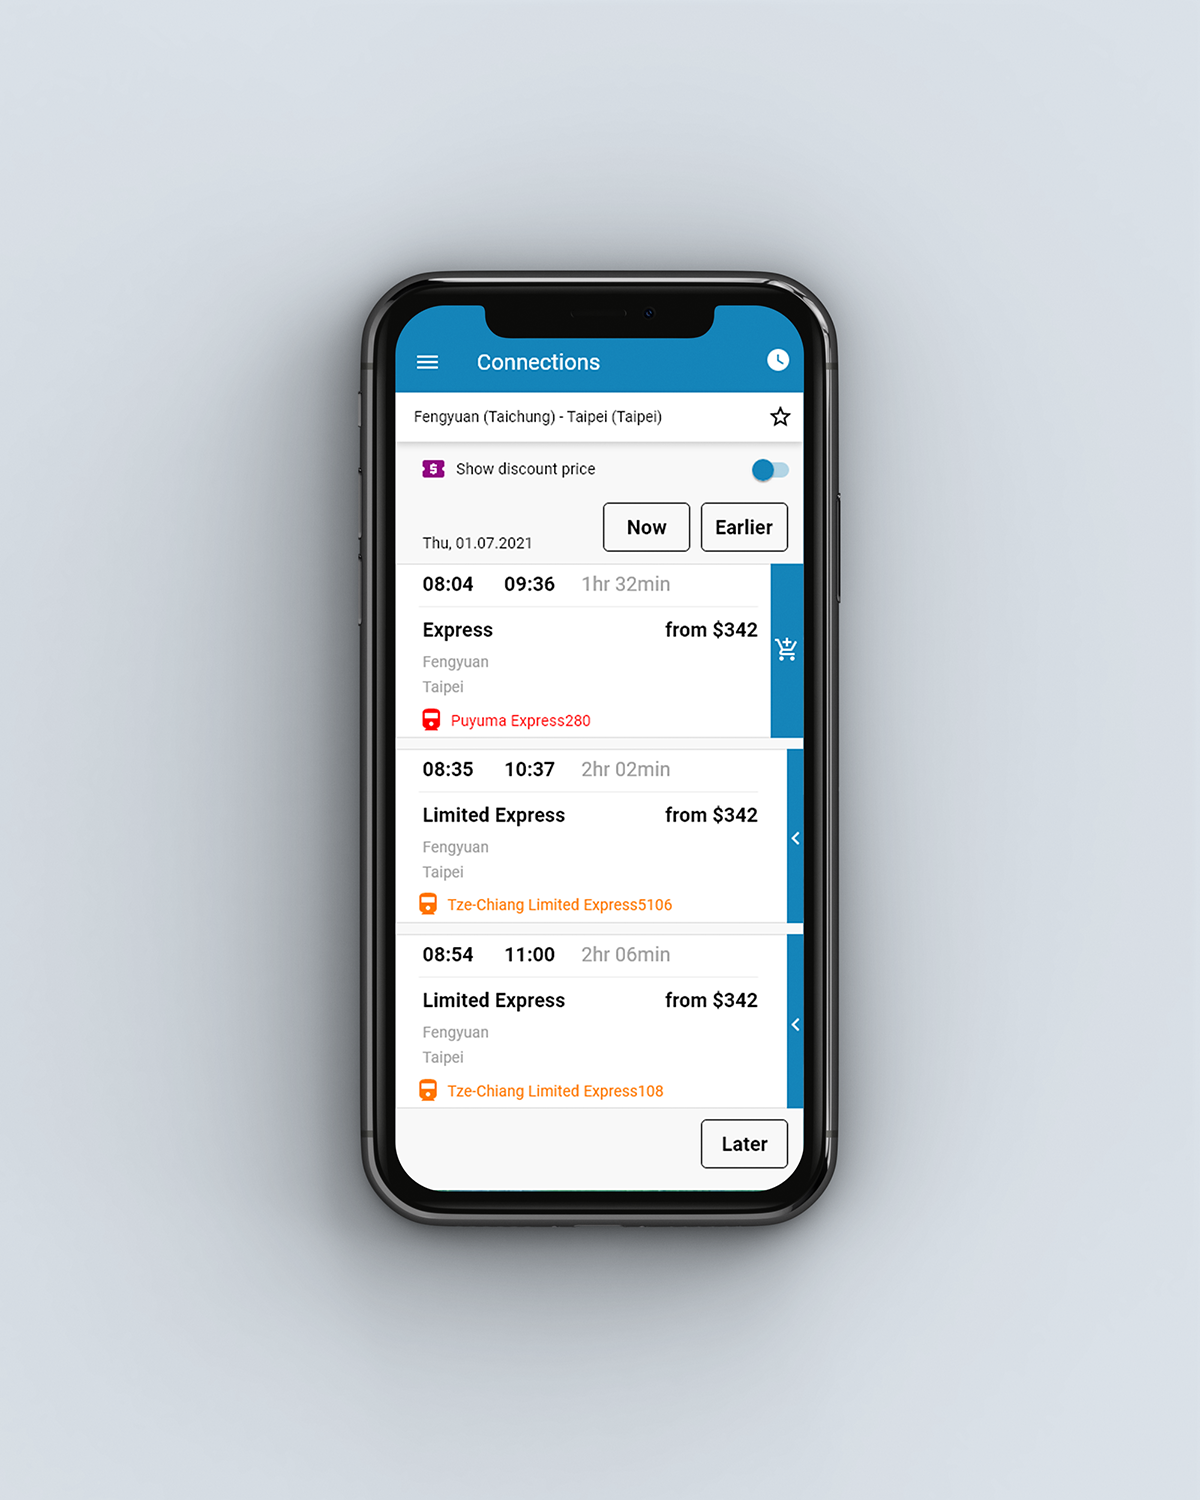 Connections
Fengyuan (Taichung) - Taipei (Taipei)
$ Show discount price
Now Earlier
Thu, 01.07.2021
08:04 09:36 1hr 32min
Express from $342
Fengyuan
Taipei
Puyuma Express280
08:35 10:37 2hr 02min
Limited Express from $342
Fengyuan
Taipei
Tze-Chiang Limited Express5106
08:54 11:00 2hr 06min
Limited Express from $342
Fengyuan
Taipei
Tze-Chiang Limited Express108
Later